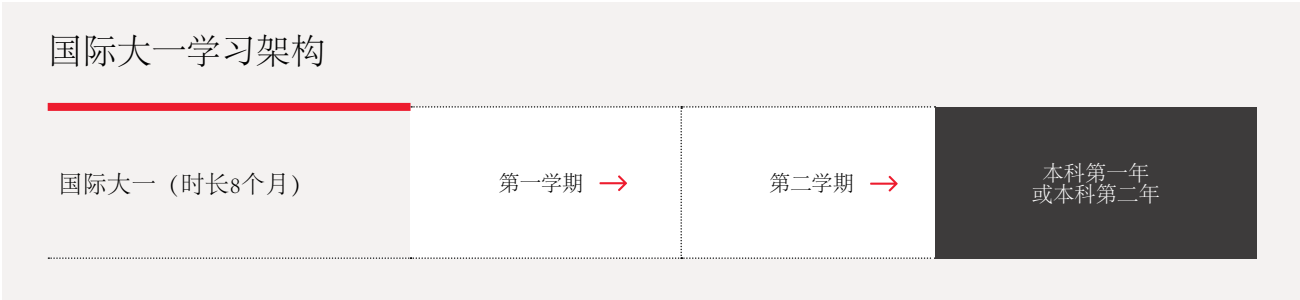 国际大一学习架构
国际大一（时长8个月）
第一学期 →
第二学期 →
本科第一年
或本科第二年